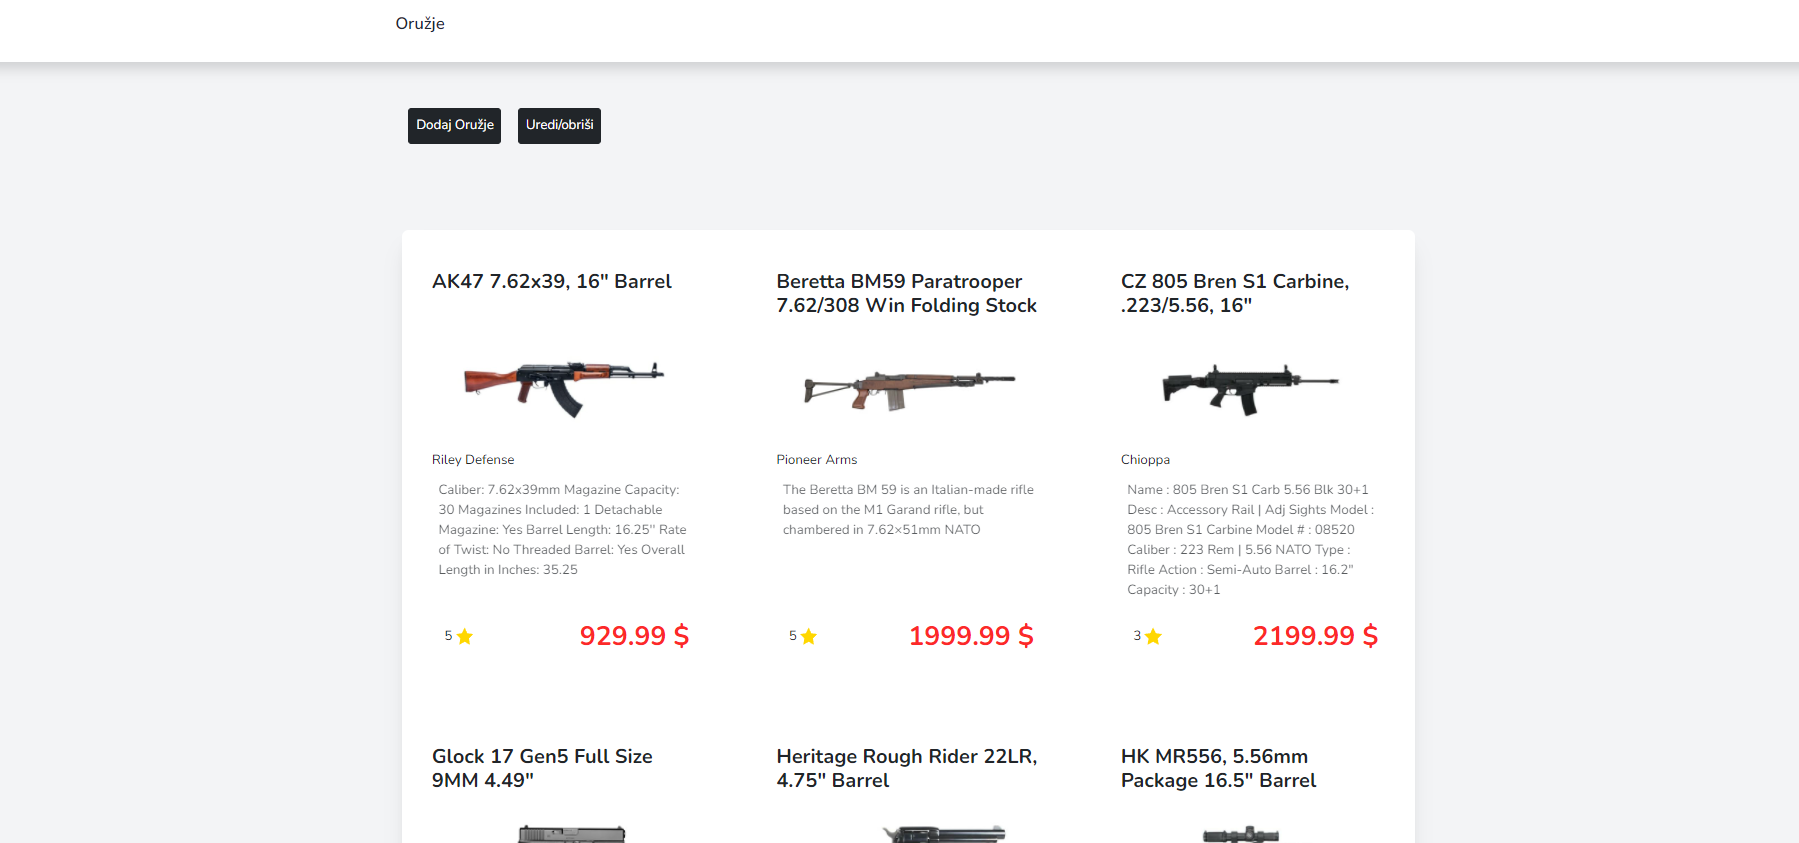 Oružje
Dodaj Oružje
Uredi/obriši
AK47 7.62x39, 16" Barrel
Riley Defense
Caliber: 7.62x39mm Magazine Capacity:
30 Magazines Included: 1 Detachable
Magazine: Yes Barrel Length: 16.25'' Rate
of Twist: No Threaded Barrel: Yes Overall
Length in Inches: 35.25
5
929.99 $
Beretta BM59 Paratrooper
7.62/308 Win Folding Stock
Pioneer Arms
The Beretta BM 59 is an Italian-made rifle
based on the M1 Garand rifle, but
chambered in 7.62×51mm NATO
5
1999.99 $
CZ 805 Bren S1 Carbine,
.223/5.56, 16"
Chioppa
Name : 805 Bren S1 Carb 5.56 Blk 30+1
Desc : Accessory Rail | Adj Sights Model :
805 Bren S1 Carbine Model # : 08520
Caliber : 223 Rem | 5.56 NATO Type :
Rifle Action : Semi-Auto Barrel : 16.2"
Capacity : 30+1
3
2199.99 $
Glock 17 Gen5 Full Size
9MM 4.49"
Heritage Rough Rider 22LR,
4.75" Barrel
HK MR556, 5.56mm
Package 16.5" Barrel